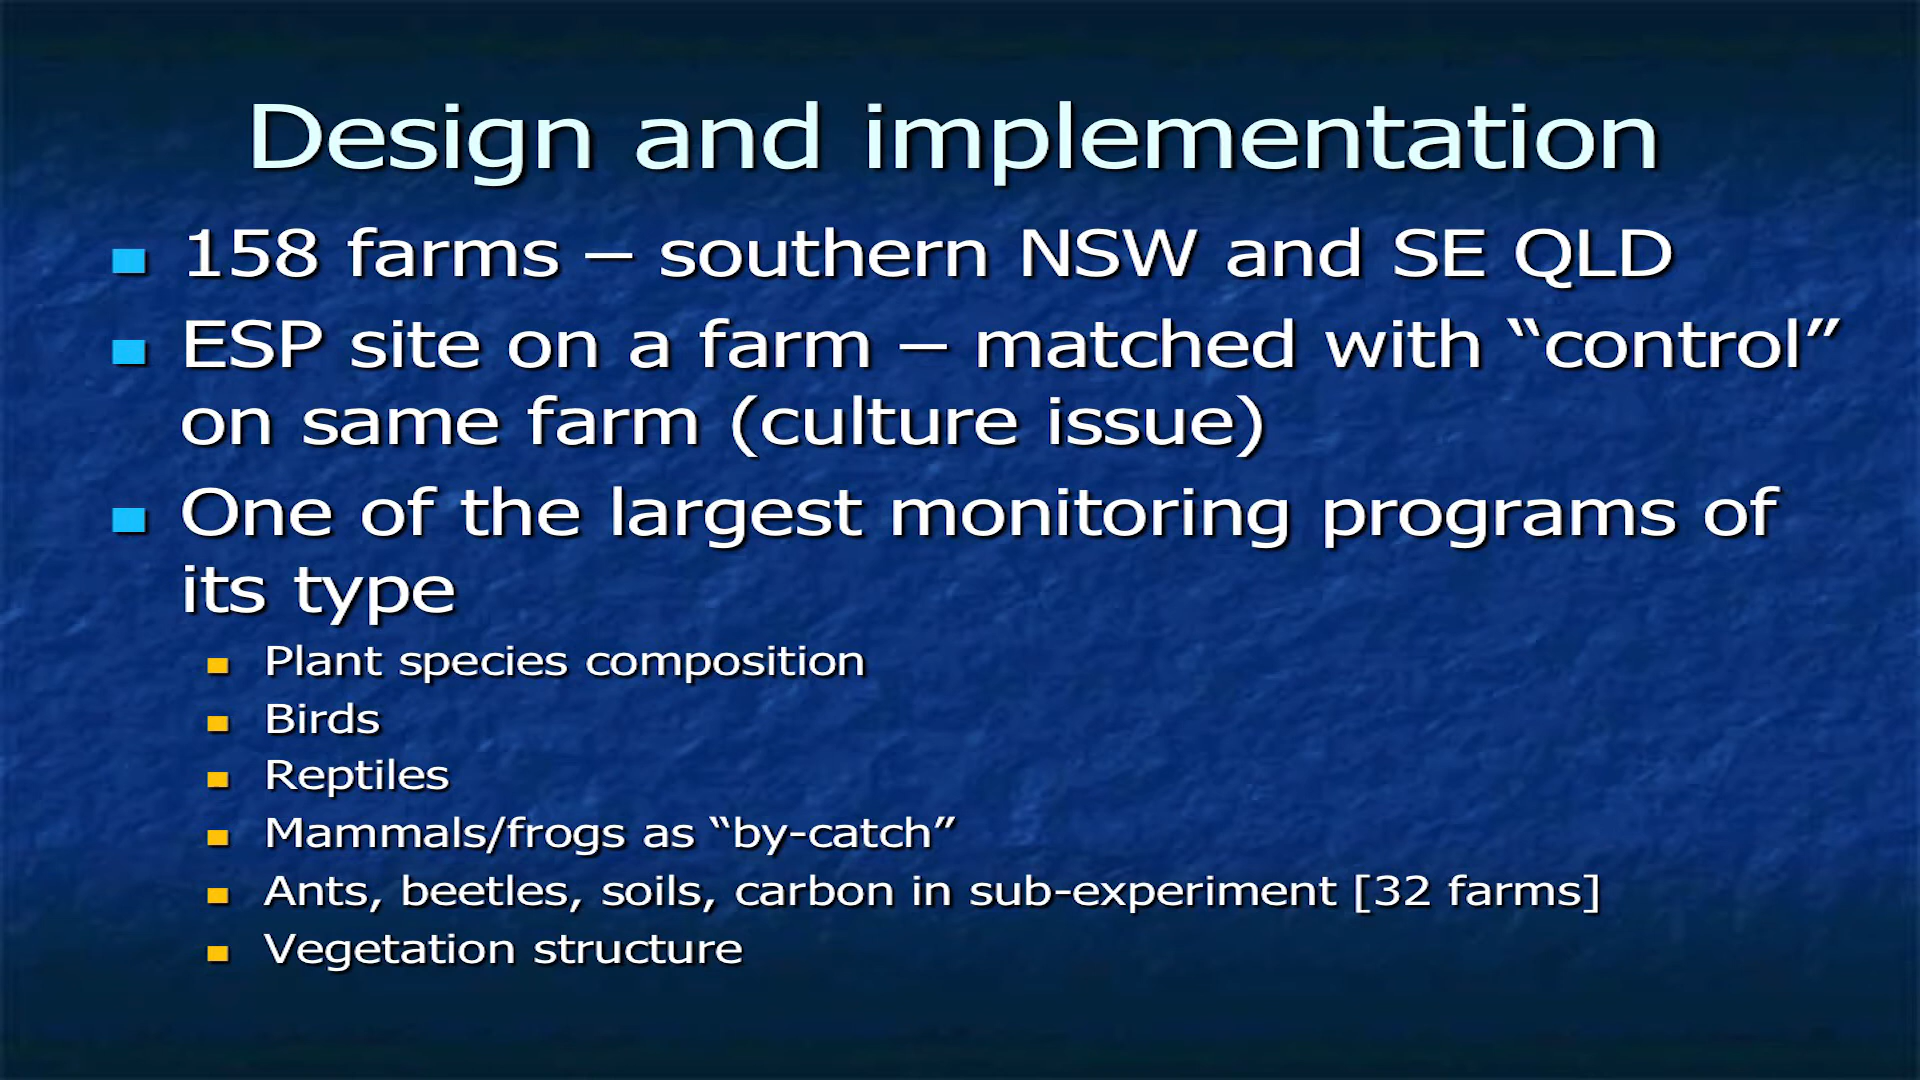 Design and implementation
158 farms – southern NSW and SE QLD
ESP site on a farm – matched with “control”
on same farm (culture issue)
One of the largest monitoring programs of
its type
Plant species composition
Birds
Reptiles
Mammals/frogs as “by-catch”
Ants, beetles, soils, carbon in sub-experiment [32 farms]
Vegetation structure